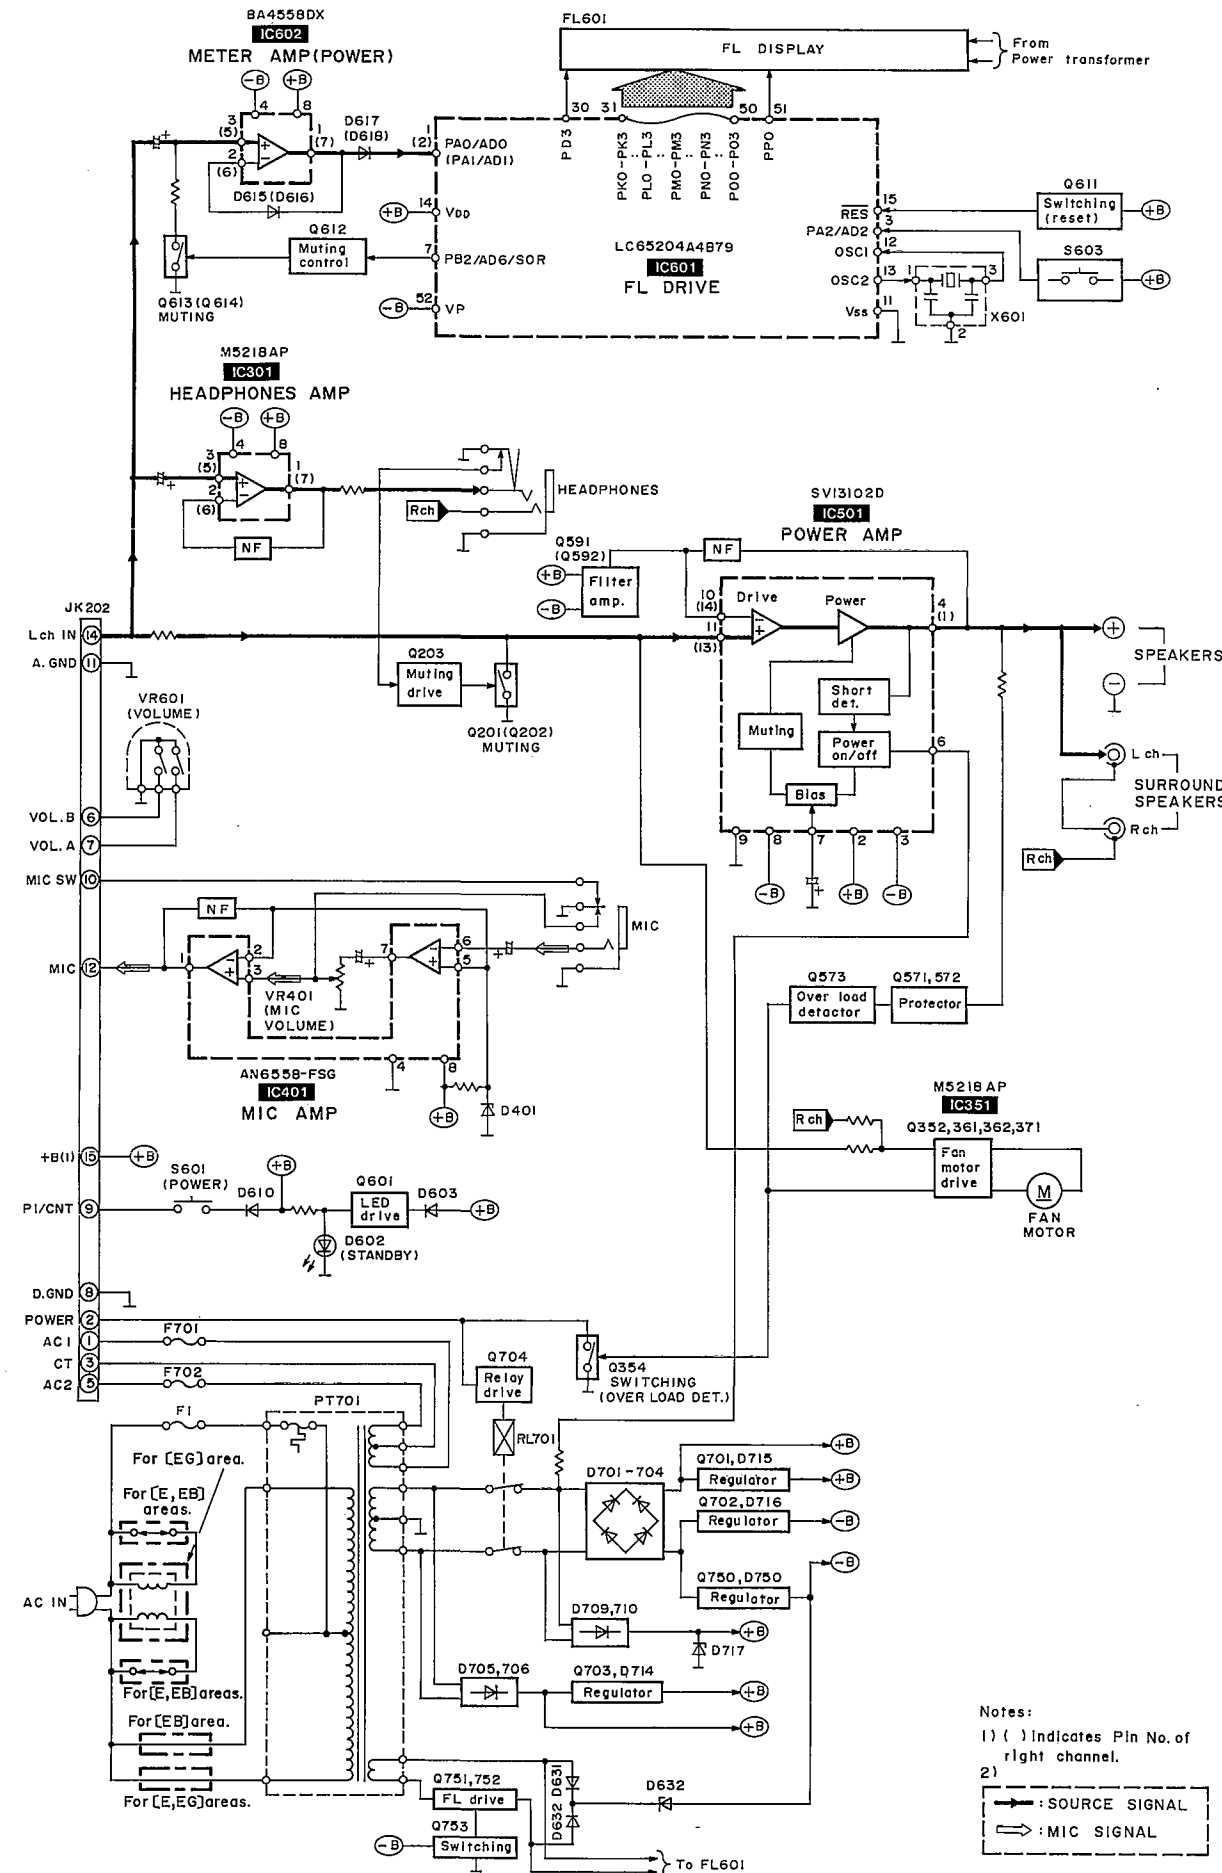 BA4558DX
IC602
METER AMP(POWER)
FL601
FL DISPLAY
From
Power transformer
-B
+B
4
8
3
(5)
2
(6)
1
(7)
D617
(D618)
1
(2)
PA0/AD0
(PA1/AD1)
30
31
50
51
PD3
PK0-PK3
PL0-PL3
PM0-PM3
PN0-PN3
PO0-PO3
PP0
D615(D616)
+B
14
VDD
Q612
Muting
control
7
PB2/AD6/SOR
Q613(Q614)
MUTING
-B
52
VP
LC65204A4B79
IC601
FL DRIVE
RES
15
PA2/AD2
3
OSC1
12
OSC2
13
Vss
11
Q611
Switching
(reset)
+B
S603
+B
1
3
X601
2
M5218AP
IC301
HEADPHONES AMP
-B
+B
4
8
3
(5)
2
(6)
1
(7)
NF
Rch
HEADPHONES
SV13102D
IC501
POWER AMP
Q591
(Q592)
+B
-B
Filter
amp.
NF
10
(14)
11
(13)
Drive
Power
4
(1)
Short
det.
Muting
Power
on/off
6
Bias
9
8
7
2
3
-B
+B
-B
+
-
SPEAKERS
L ch
SURROUND
SPEAKERS
Rch
Rch
JK202
Lch IN
14
A. GND
11
VR601
(VOLUME)
Q203
Muting
drive
Q201(Q202)
MUTING
VOL.B
6
VOL.A
7
MIC SW
10
NF
MIC
MIC
12
1
2
3
7
6
5
VR401
(MIC
VOLUME)
4
8
AN6558-FSG
IC401
MIC AMP
+B
D401
Q573
Over load
detactor
Q571,572
Protector
M5218AP
IC351
Q352,361,362,371
R ch
Fan
motor
drive
M
FAN
MOTOR
+B(1)
15
+B
S601
(POWER)
D610
+B
Q601
LED
drive
D603
+B
P1/CNT
9
D602
(STANDBY)
D.GND
8
POWER
2
AC1
1
F701
CT
3
AC2
5
F702
Q704
Relay
drive
Q354
SWITCHING
(OVER LOAD DET.)
F1
PT701
RL701
For [EG] area.
For [E,EB]
areas.
AC IN
For[E,EB]areas.
For[EB]area.
For[E,EG]areas.
D701-704
+B
Q701,D715
Regulator
+B
Q702,D716
Regulator
-B
-B
Q750,D750
Regulator
D709,710
+B
D717
D705,706
Q703,D714
Regulator
+B
+B
Q751,752
FL drive
D631
D632
D632
Q753
-B
Switching
To FL601
Notes:
1) ( ) indicates Pin No. of
right channel.
2)
: SOURCE SIGNAL
: MIC SIGNAL